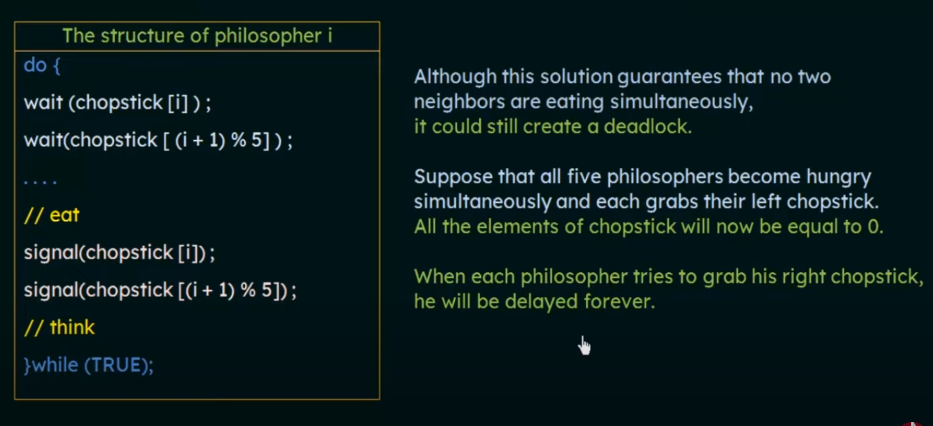 The structure of philosopher i
do {
wait (chopstick [i] ) ;
wait(chopstick [ (i + 1) % 5] ) ;
. . . .
// eat
signal(chopstick [i]) ;
signal(chopstick [(i + 1) % 5]) ;
// think
}while (TRUE);
Although this solution guarantees that no two
neighbors are eating simultaneously,
it could still create a deadlock.
Suppose that all five philosophers become hungry
simultaneously and each grabs their left chopstick.
All the elements of chopstick will now be equal to 0.
When each philosopher tries to grab his right chopstick,
he will be delayed forever.